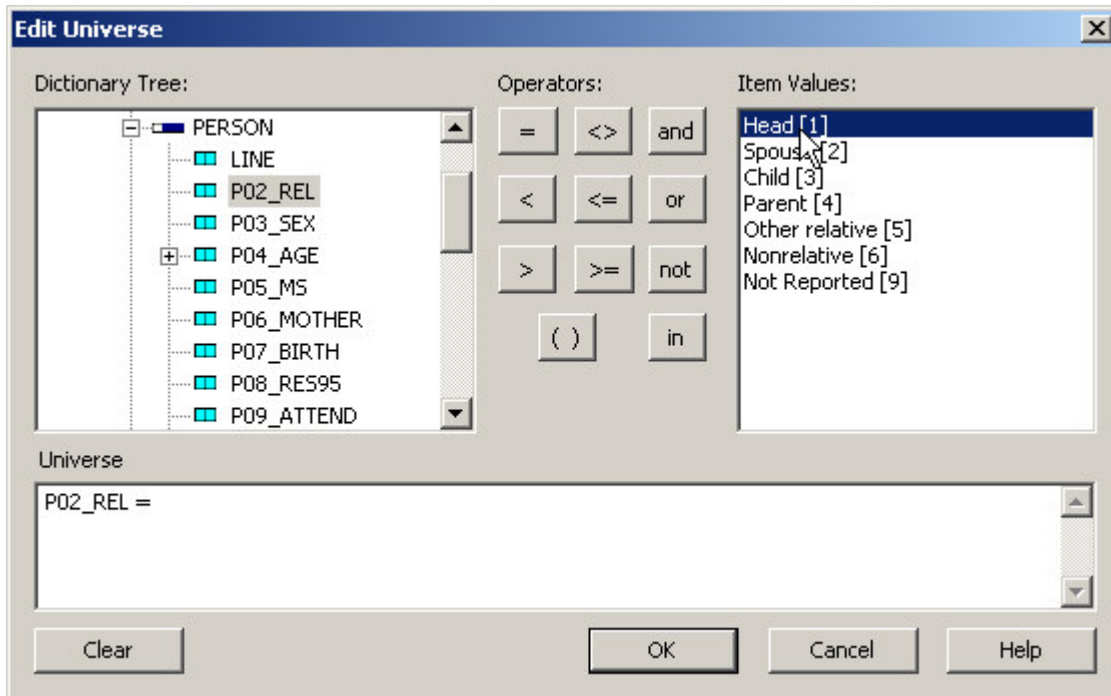 Edit Universe
Dictionary Tree:
PERSON
LINE
P02_REL
P03_SEX
P04_AGE
P05_MS
P06_MOTHER
P07_BIRTH
P08_RES95
P09_ATTEND
Operators:
= <> and
< <= or
> >= not
( ) in
Item Values:
Head [1]
Spouse [2]
Child [3]
Parent [4]
Other relative [5]
Nonrelative [6]
Not Reported [9]
Universe
P02_REL =
Clear OK Cancel Help